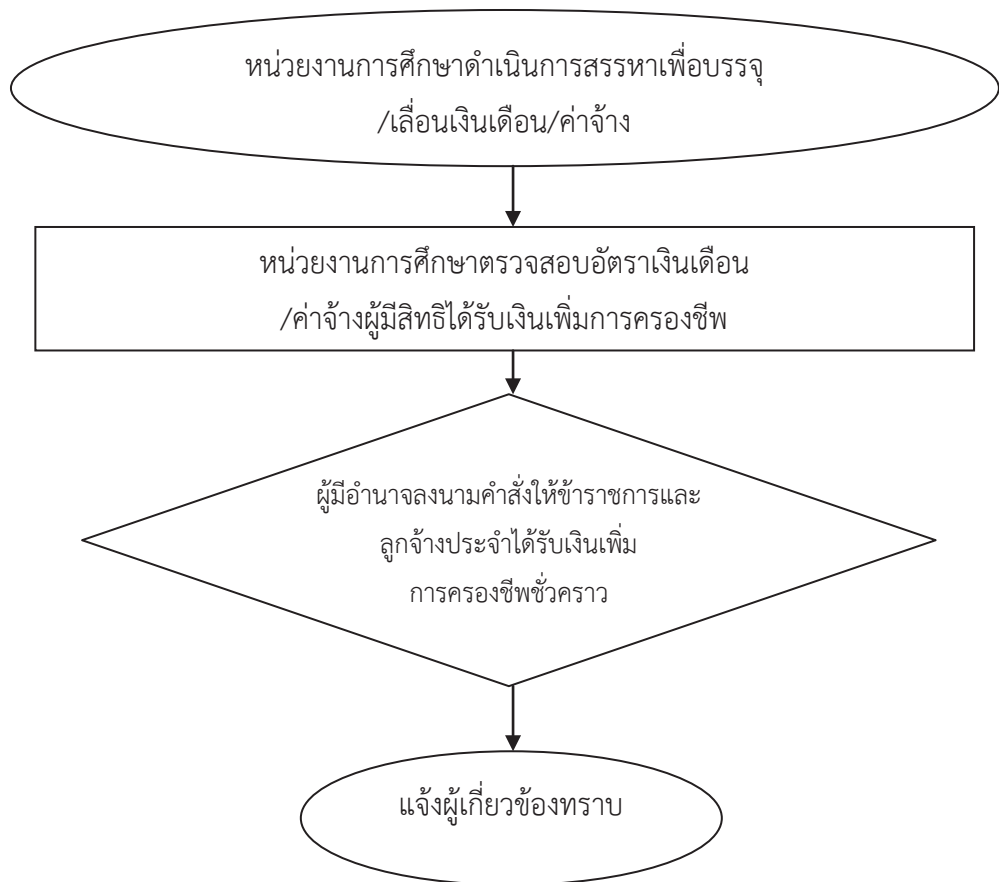 หน่วยงานการศึกษาดำเนินการสรรหาเพื่อบรรจุ
/เลื่อนเงินเดือน/ค่าจ้าง
หน่วยงานการศึกษาตรวจสอบอัตราเงินเดือน
/ค่าจ้างผู้มีสิทธิได้รับเงินเพิ่มการครองชีพ
ผู้มีอำนาจลงนามคำสั่งให้ข้าราชการและ
ลูกจ้างประจำได้รับเงินเพิ่ม
การครองชีพชั่วคราว
แจ้งผู้เกี่ยวข้องทราบ